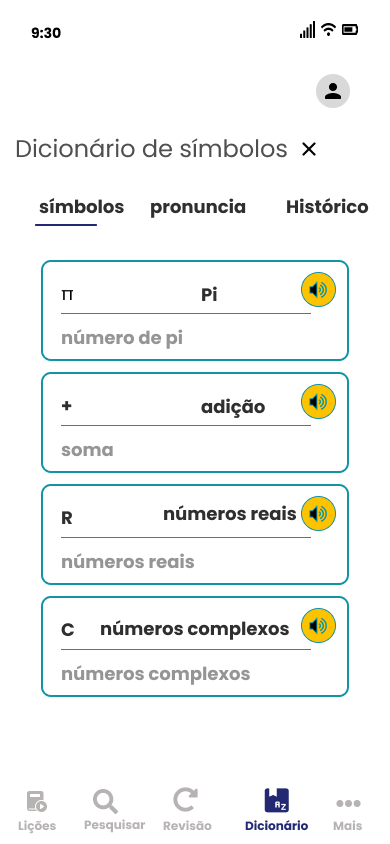 9:30
Dicionário de símbolos ×
símbolos pronuncia Histórico
π Pi
número de pi
+ adição
soma
R números reais
números reais
C números complexos
números complexos
Lições Pesquisar Revisão Dicionário Mais